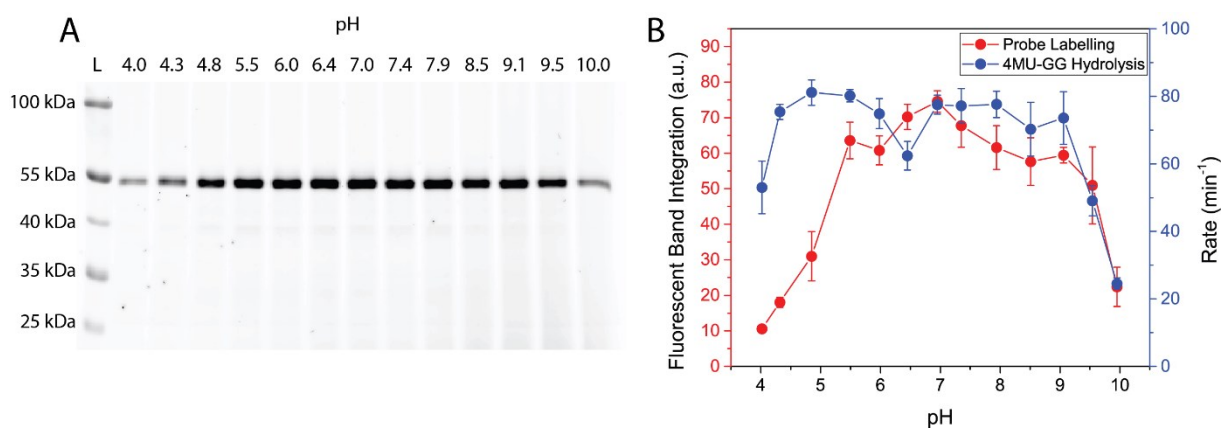 A
pH
L 4.0 4.3 4.8 5.5 6.0 6.4 7.0 7.4 7.9 8.5 9.1 9.5 10.0
100 kDa
55 kDa
40 kDa
35 kDa
25 kDa
B
Probe Labelling
4MU-GG Hydrolysis
Fluorescent Band Integration (a.u.)
90
80
70
60
50
40
30
20
10
0
100
80
60
40
20
0
Rate (min⁻¹)
4 5 6 7 8 9 10
pH